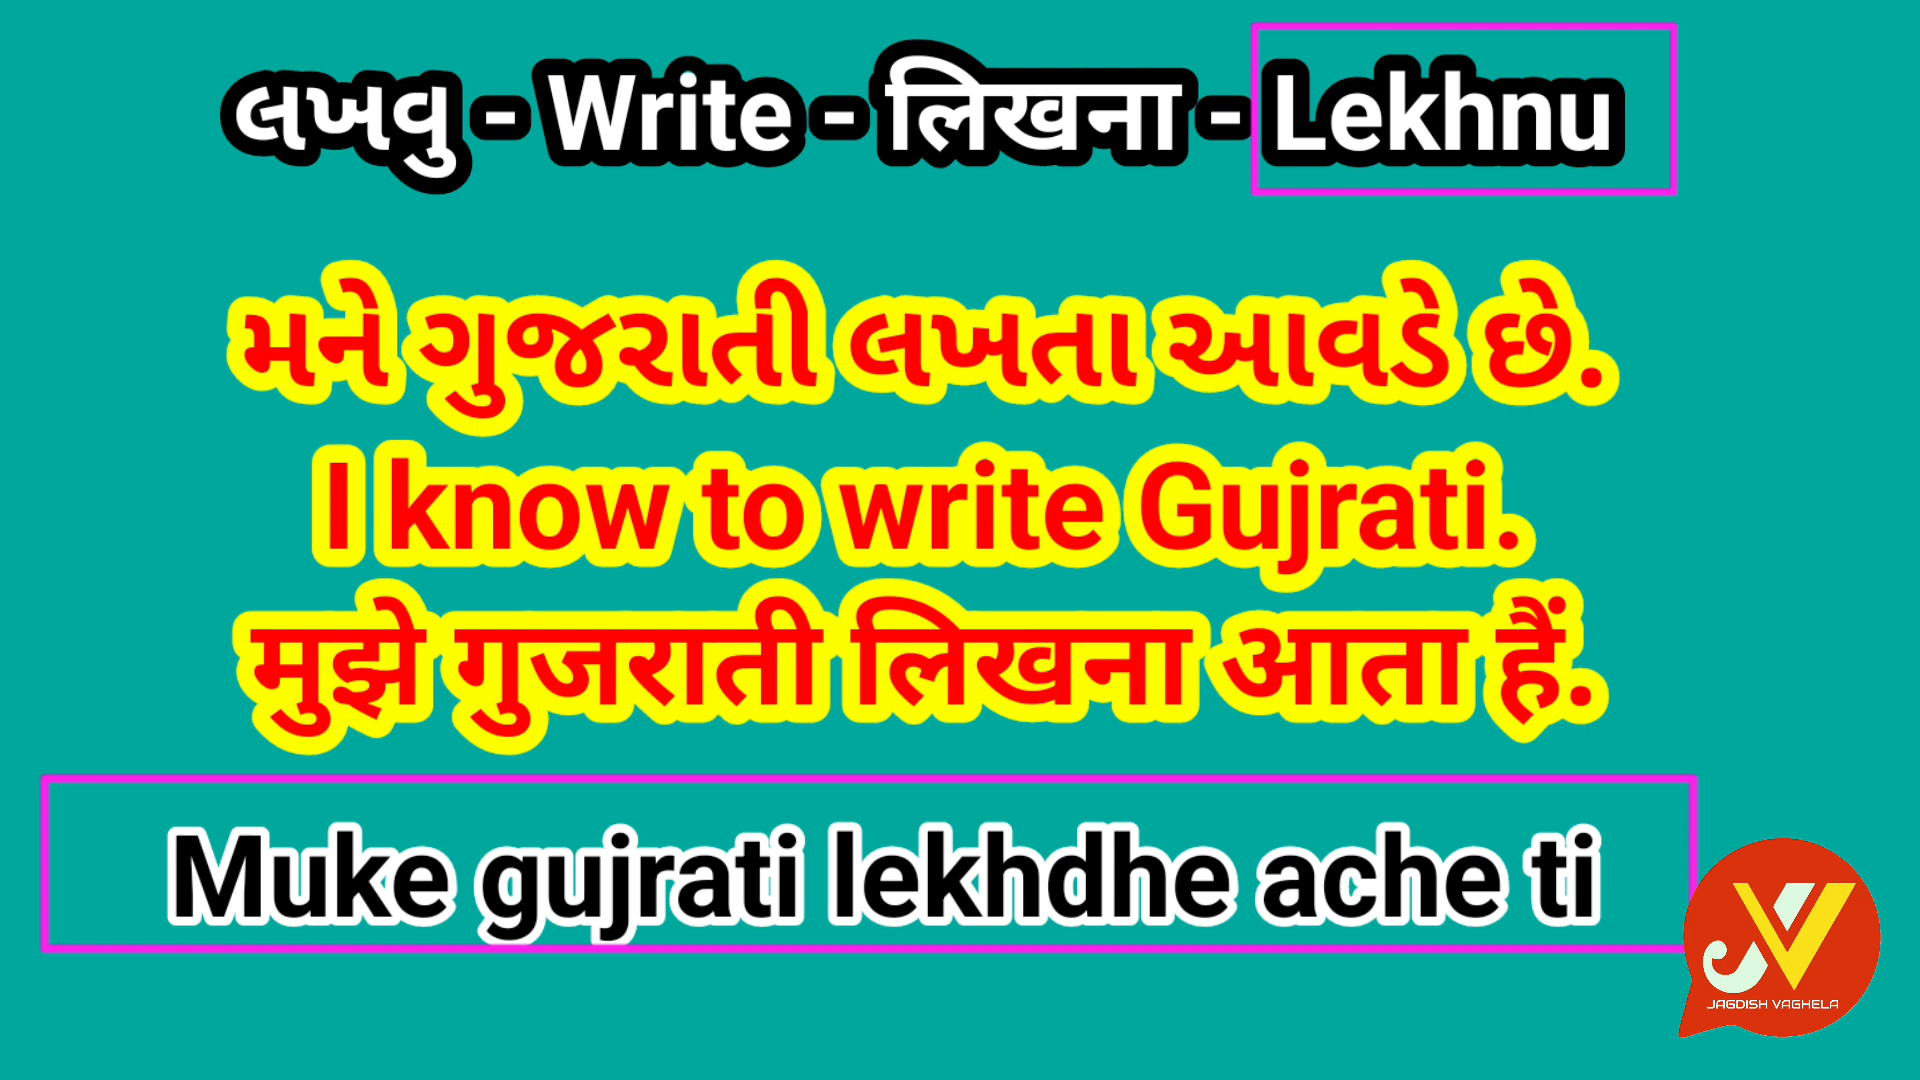 લખવુ - Write - लिखना - Lekhnu
મને ગુજરાતી લખતા આવડે છે.
I know to write Gujrati.
मुझे गुजराती लिखना आता हैं.
Muke gujrati lekhdhe ache ti
JAGDISH VAGHELA